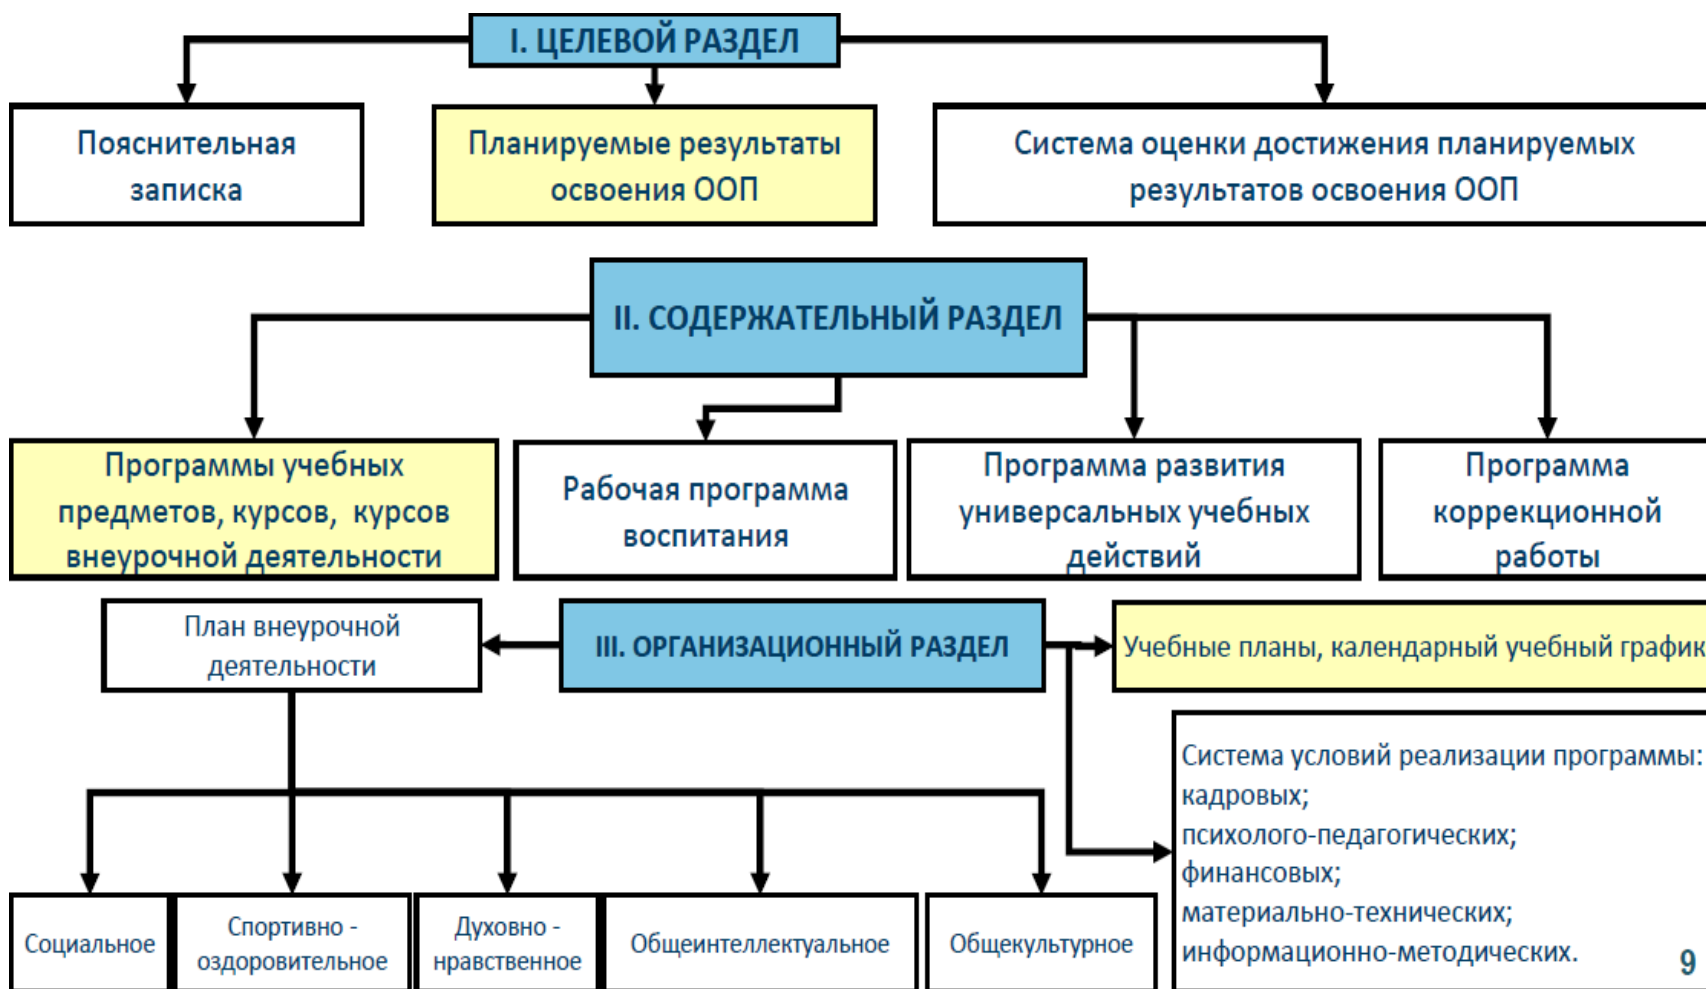 I. ЦЕЛЕВОЙ РАЗДЕЛ
Пояснительная
записка
Планируемые результаты
освоения ООП
Система оценки достижения планируемых
результатов освоения ООП
II. СОДЕРЖАТЕЛЬНЫЙ РАЗДЕЛ
Программы учебных
предметов, курсов, курсов
внеурочной деятельности
Рабочая программа
воспитания
Программа развития
универсальных учебных
действий
Программа
коррекционной
работы
План внеурочной
деятельности
III. ОРГАНИЗАЦИОННЫЙ РАЗДЕЛ
Учебные планы, календарный учебный график
Система условий реализации программы:
кадровых;
психолого-педагогических;
финансовых;
материально-технических;
информационно-методических.
Социальное
Спортивно -
оздоровительное
Духовно -
нравственное
Общеинтеллектуальное
Общекультурное
9